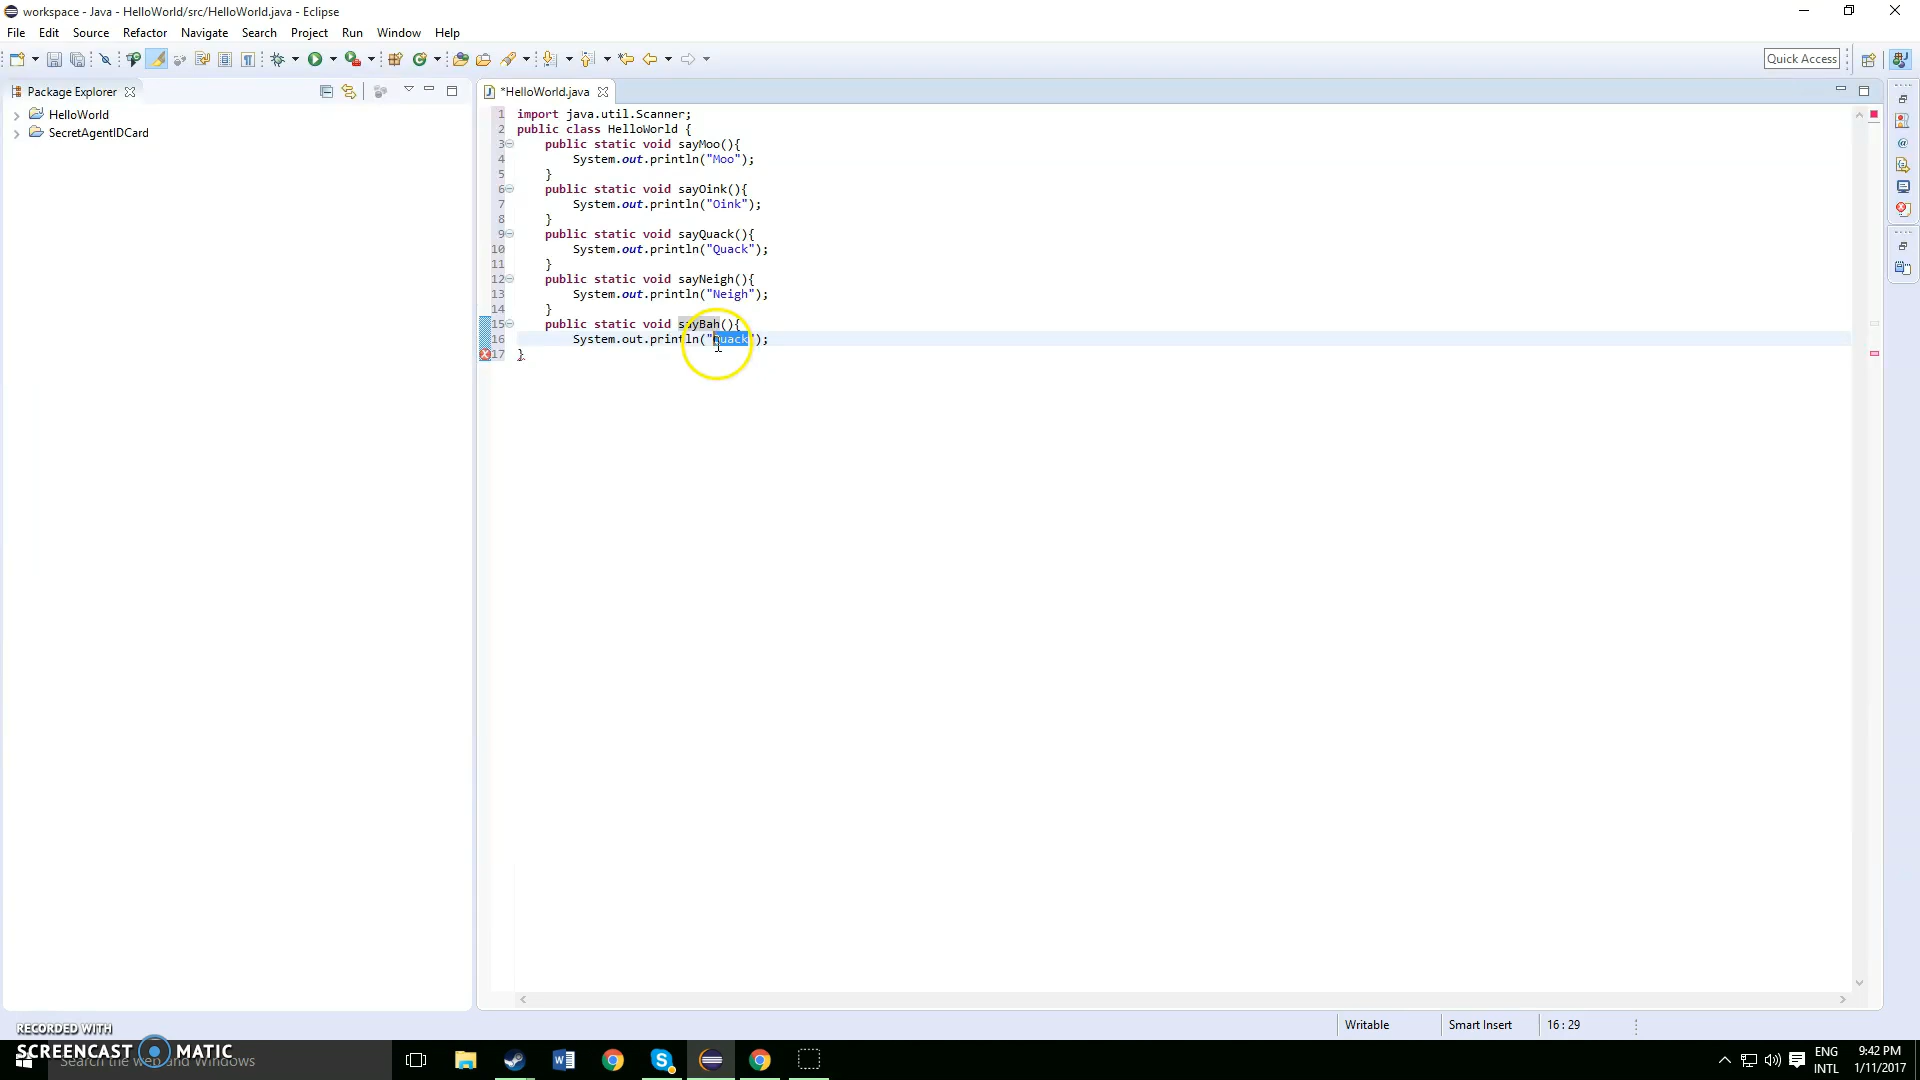 workspace - Java - HelloWorld/src/HelloWorld.java - Eclipse
File Edit Source Refactor Navigate Search Project Run Window Help
Quick Access
Package Explorer
*HelloWorld.java
HelloWorld
SecretAgentIDCard
1 import java.util.Scanner;
2 public class HelloWorld {
3 public static void sayMoo(){
4 System.out.println("Moo");
5 }
6 public static void sayOink(){
7 System.out.println("Oink");
8 }
9 public static void sayQuack(){
10 System.out.println("Quack");
11 }
12 public static void sayNeigh(){
13 System.out.println("Neigh");
14 }
15 public static void sayBah(){
16 System.out.println("Quack");
17 }
Writable Smart Insert 16 : 29
RECORDED WITH
SCREENCAST MATIC
Search the web and Windows
ENG
INTL
9:42 PM
1/11/2017